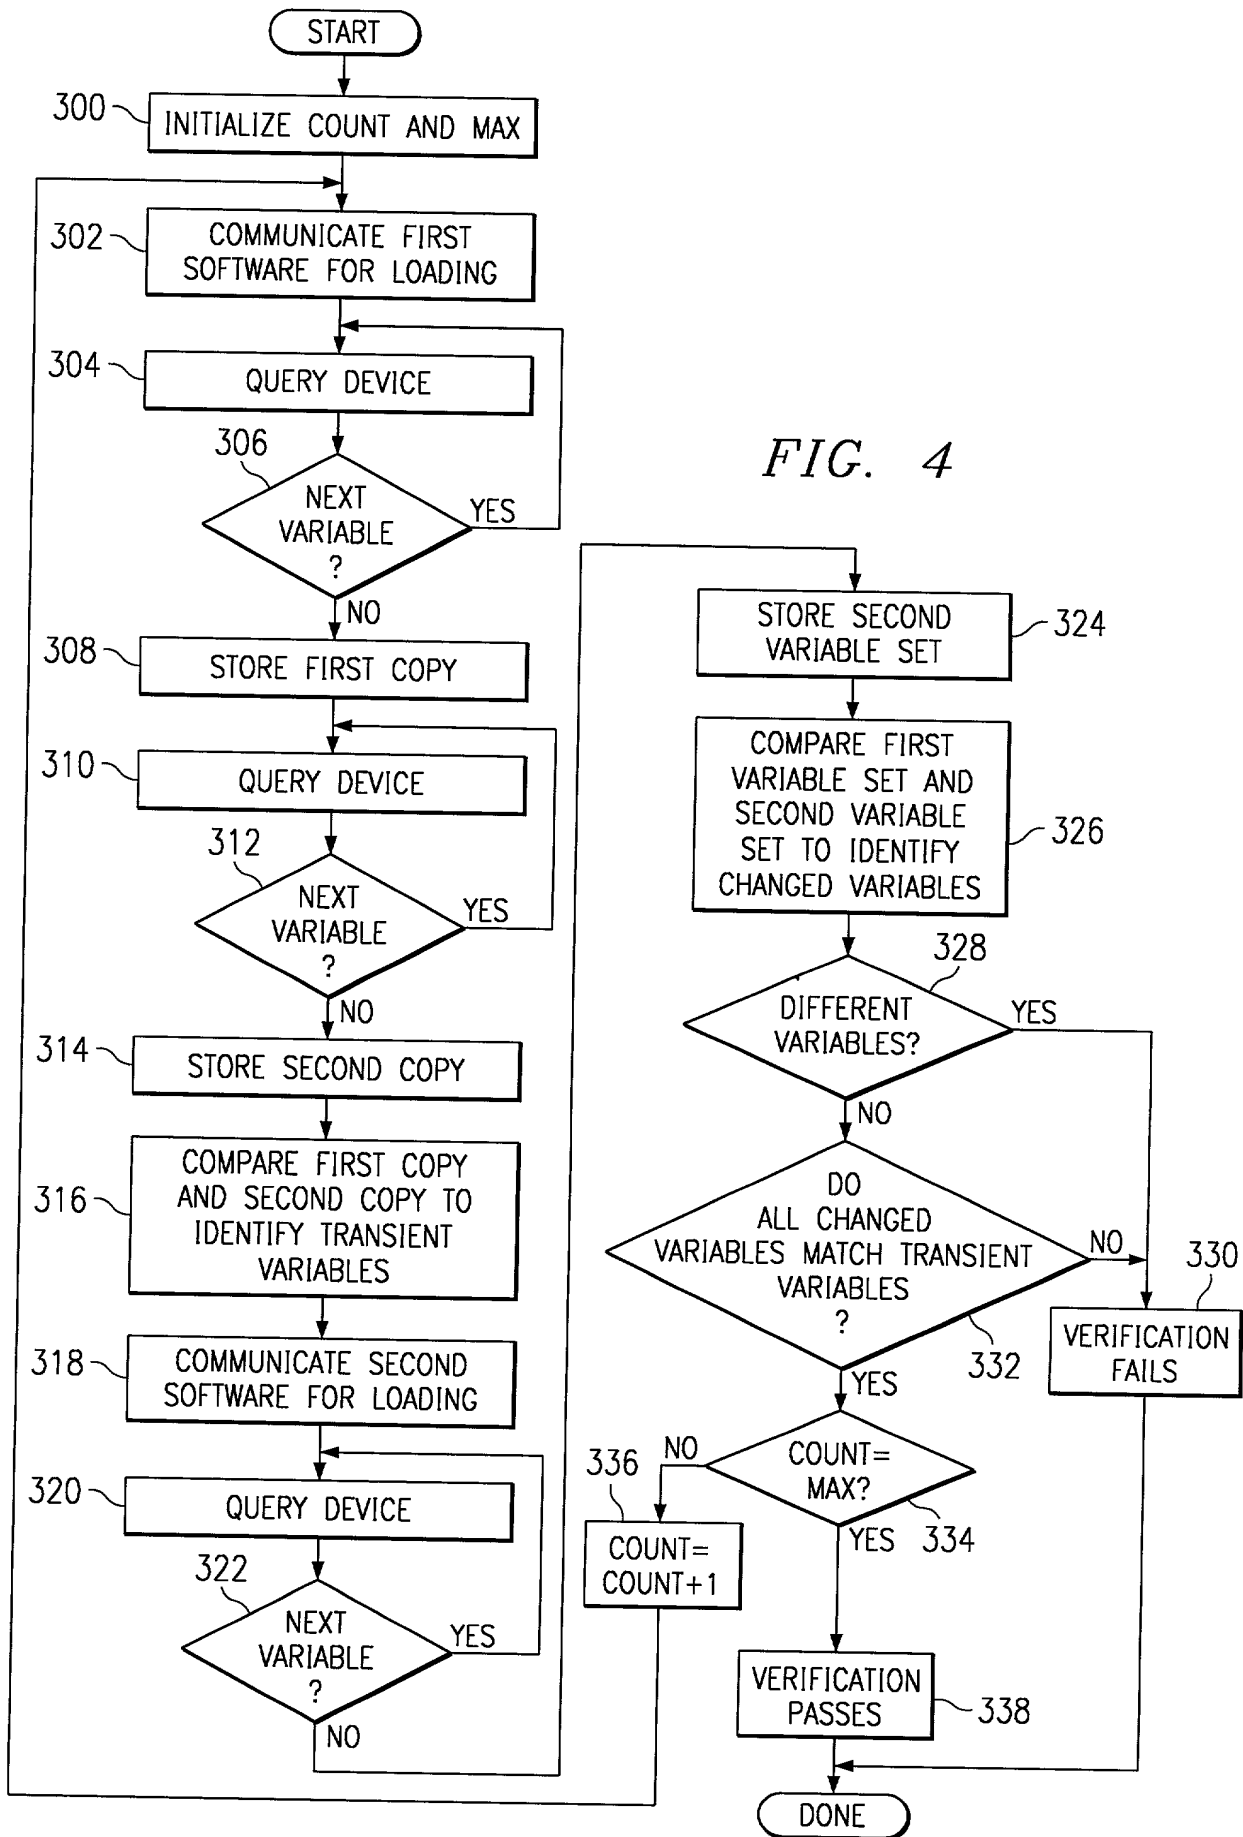 START
300
INITIALIZE COUNT AND MAX
302
COMMUNICATE FIRST
SOFTWARE FOR LOADING
304
QUERY DEVICE
306
NEXT
VARIABLE
?
YES
NO
308
STORE FIRST COPY
310
QUERY DEVICE
312
NEXT
VARIABLE
?
YES
NO
314
STORE SECOND COPY
316
COMPARE FIRST COPY
AND SECOND COPY TO
IDENTIFY TRANSIENT
VARIABLES
318
COMMUNICATE SECOND
SOFTWARE FOR LOADING
320
QUERY DEVICE
322
NEXT
VARIABLE
?
YES
NO
FIG. 4
STORE SECOND
VARIABLE SET
324
COMPARE FIRST
VARIABLE SET AND
SECOND VARIABLE
SET TO IDENTIFY
CHANGED VARIABLES
326
328
DIFFERENT
VARIABLES?
YES
NO
DO
ALL CHANGED
VARIABLES MATCH TRANSIENT
VARIABLES
?
NO
332
YES
330
VERIFICATION
FAILS
COUNT=
MAX?
NO
334
YES
336
COUNT=
COUNT+1
VERIFICATION
PASSES
338
DONE